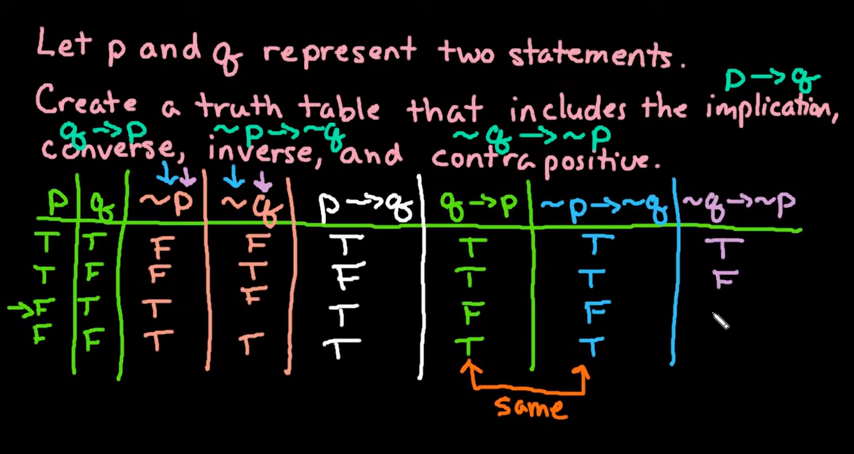 Let p and q represent two statements.
p → q
Create a truth table that includes the implication,
q → p ~p → ~q ~q → ~p
converse, inverse, and contrapositive.
p q ~p ~q p → q q → p ~p → ~q ~q → ~p
T T F F T T T T
T F F T F T T F
→ F T T F T F F
F F T T T T T
same